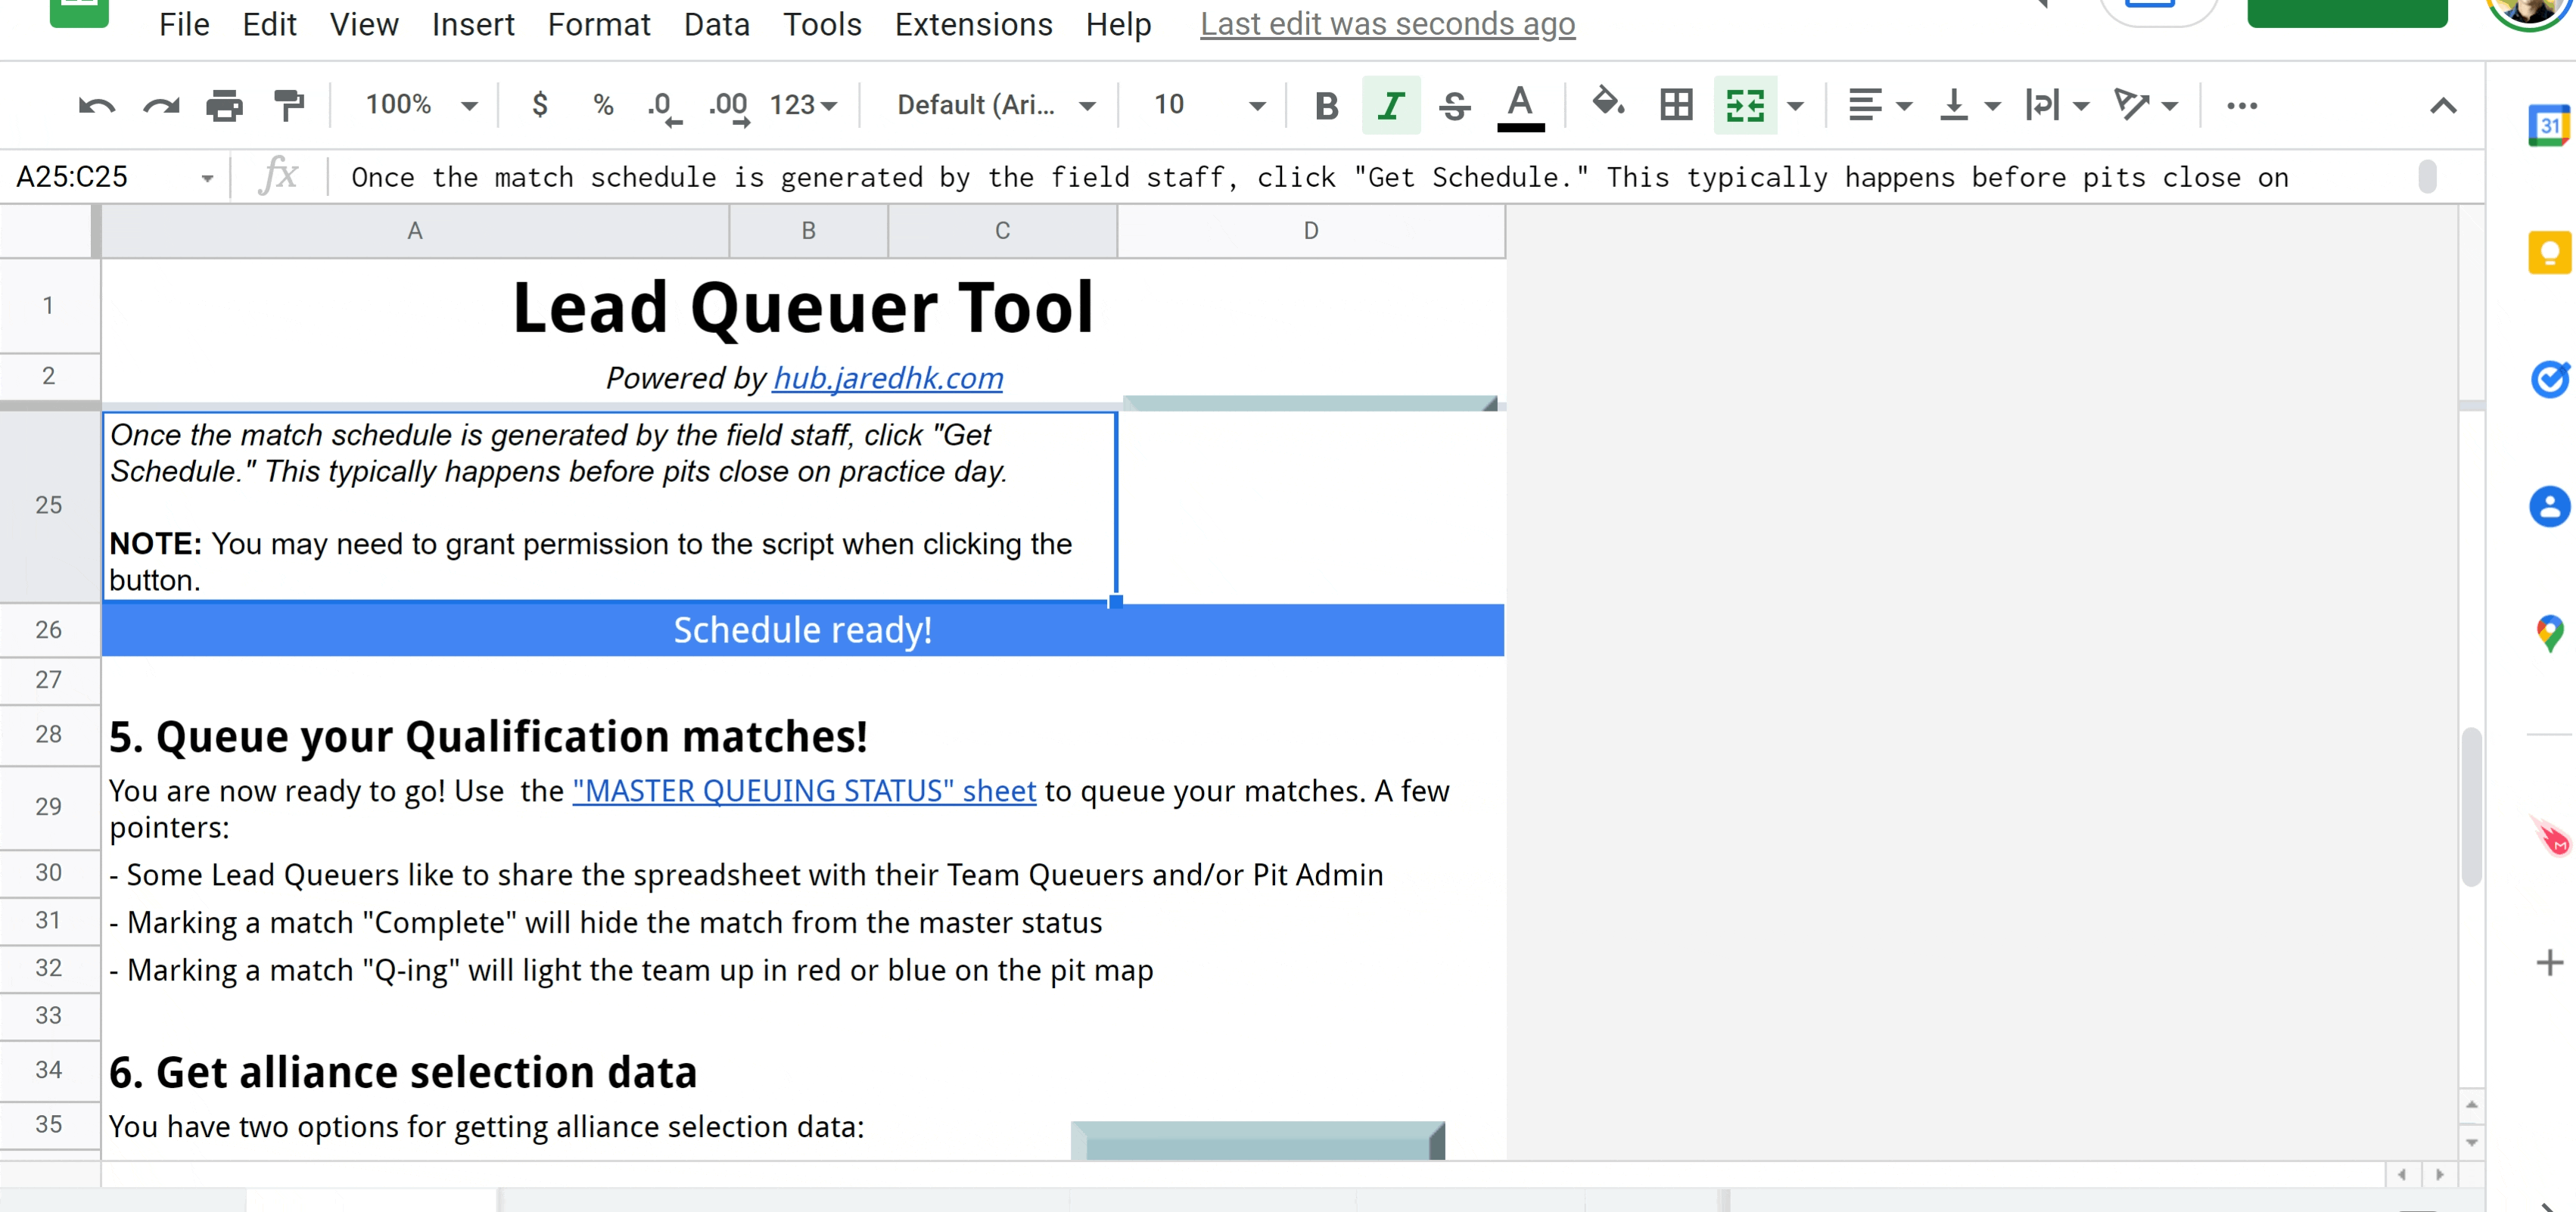 File Edit View Insert Format Data Tools Extensions Help Last edit was seconds ago
100% $ % .0 .00 123 Default (Ari... 10 B I S A
31
A25:C25 fx Once the match schedule is generated by the field staff, click "Get Schedule." This typically happens before pits close on
A B C D
1 Lead Queuer Tool
2 Powered by hub.jaredhk.com
Once the match schedule is generated by the field staff, click "Get
Schedule." This typically happens before pits close on practice day.
25
NOTE: You may need to grant permission to the script when clicking the
button.
26 Schedule ready!
27
28 5. Queue your Qualification matches!
29 You are now ready to go! Use  the "MASTER QUEUING STATUS" sheet to queue your matches. A few
pointers:
30 - Some Lead Queuers like to share the spreadsheet with their Team Queuers and/or Pit Admin
31 - Marking a match "Complete" will hide the match from the master status
32 - Marking a match "Q-ing" will light the team up in red or blue on the pit map
33
34 6. Get alliance selection data
35 You have two options for getting alliance selection data: